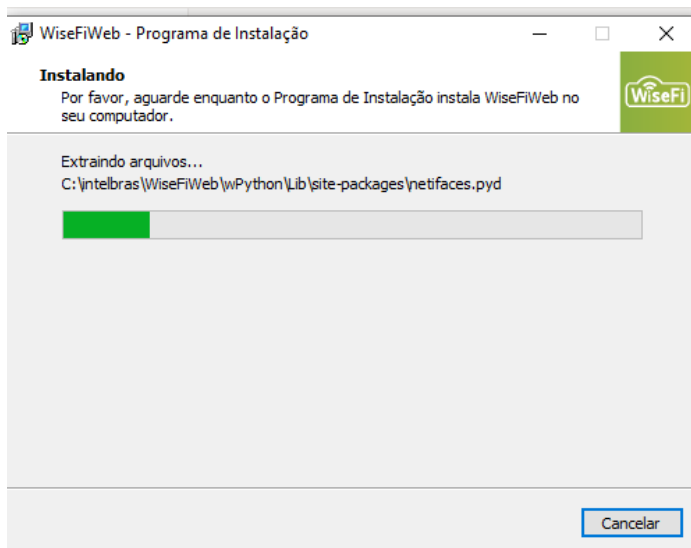 WiseFiWeb - Programa de Instalação
Instalando
Por favor, aguarde enquanto o Programa de Instalação instala WiseFiWeb no
seu computador.
WiseFi
Extraindo arquivos...
C:\intelbras\WiseFiWeb\wPython\Lib\site-packages\netifaces.pyd
Cancelar